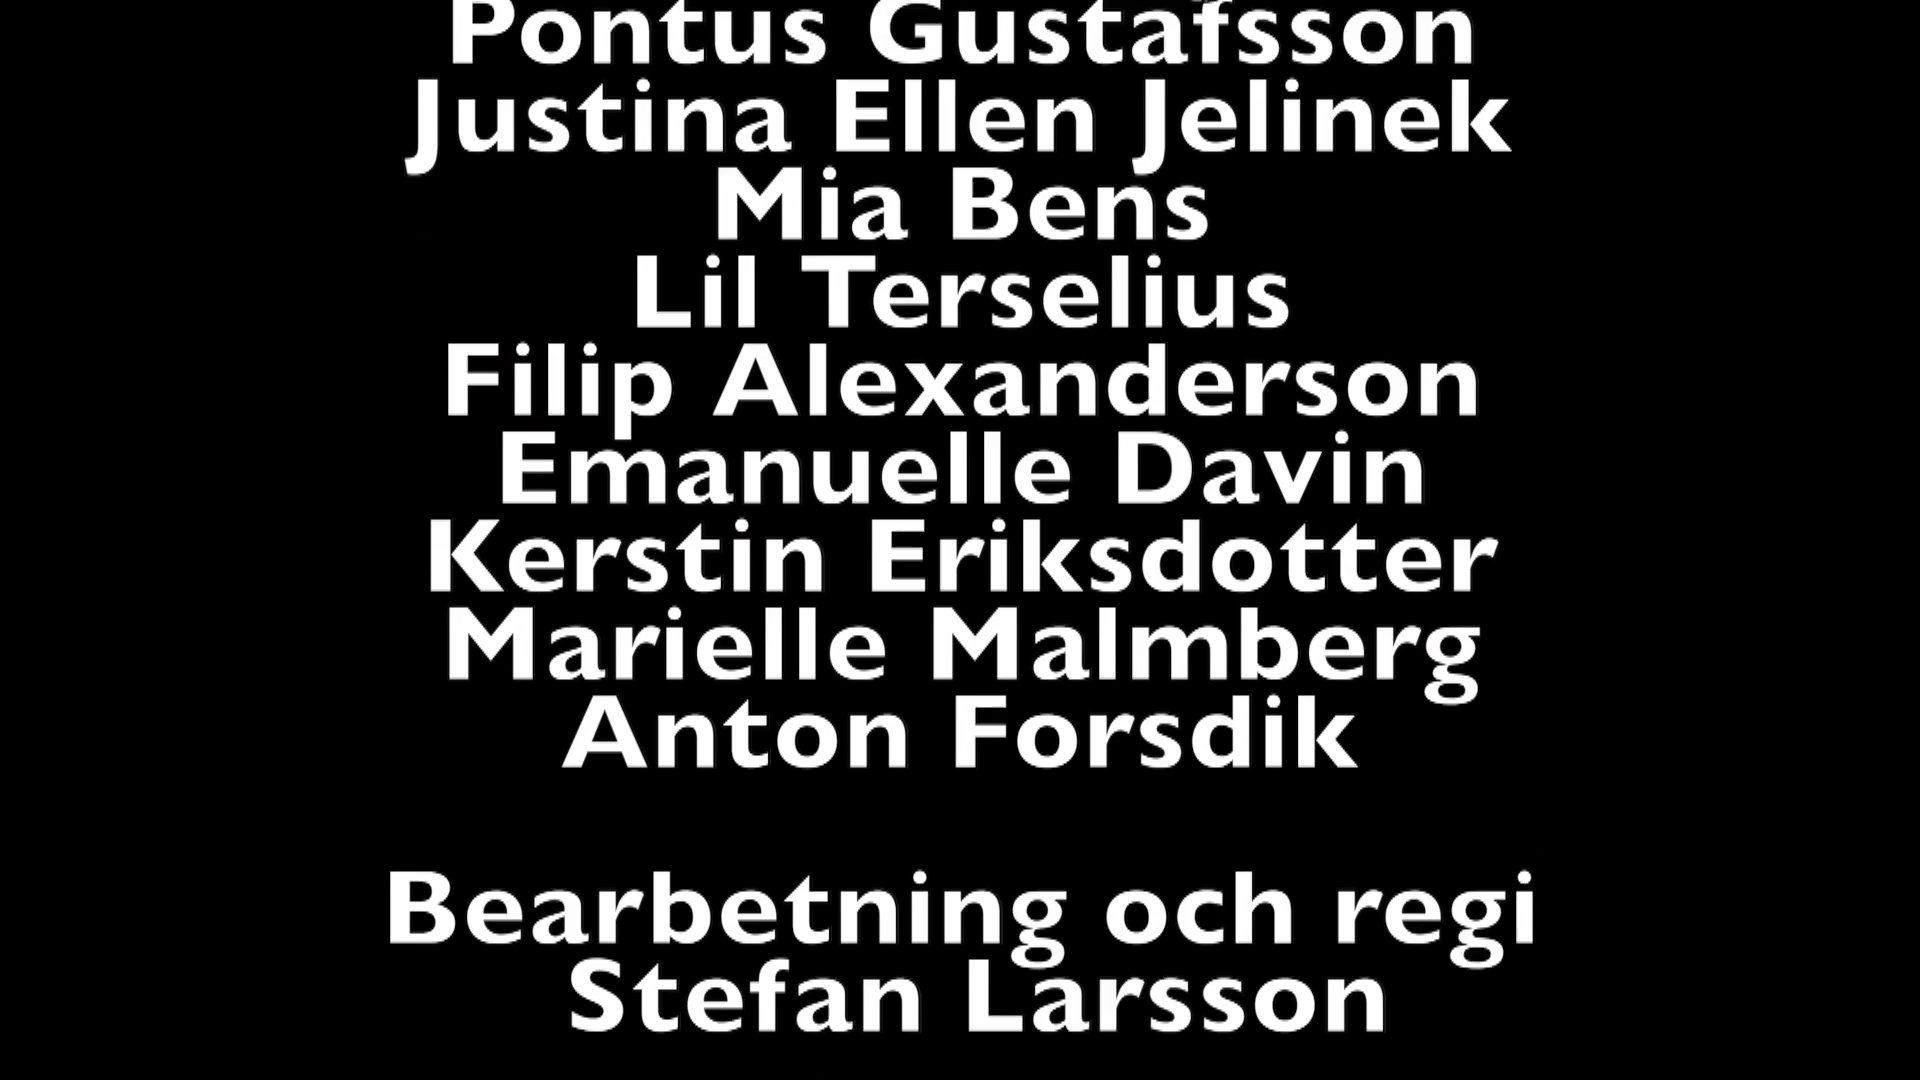 Pontus Gustafsson
Justina Ellen Jelinek
Mia Bens
Lil Terselius
Filip Alexanderson
Emanuelle Davin
Kerstin Eriksdotter
Marielle Malmberg
Anton Forsdik
Bearbetning och regi
Stefan Larsson